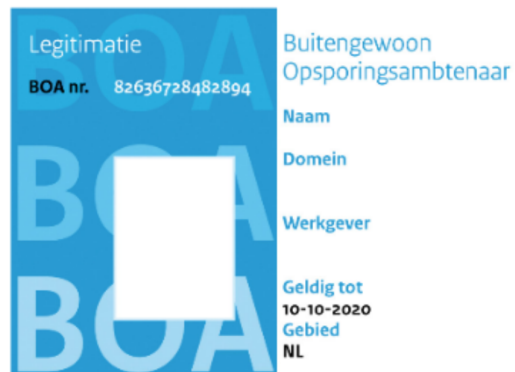 Legitimatie
BOA nr. 82636728482894
BOA
BOA
BOA
Buitengewoon
Opsporingsambtenaar
Naam
Domein
Werkgever
Geldig tot
10-10-2020
Gebied
NL